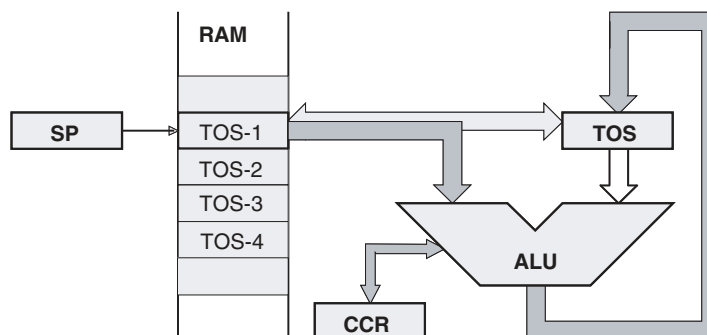 RAM
SP
TOS-1
TOS
TOS-2
TOS-3
TOS-4
ALU
CCR